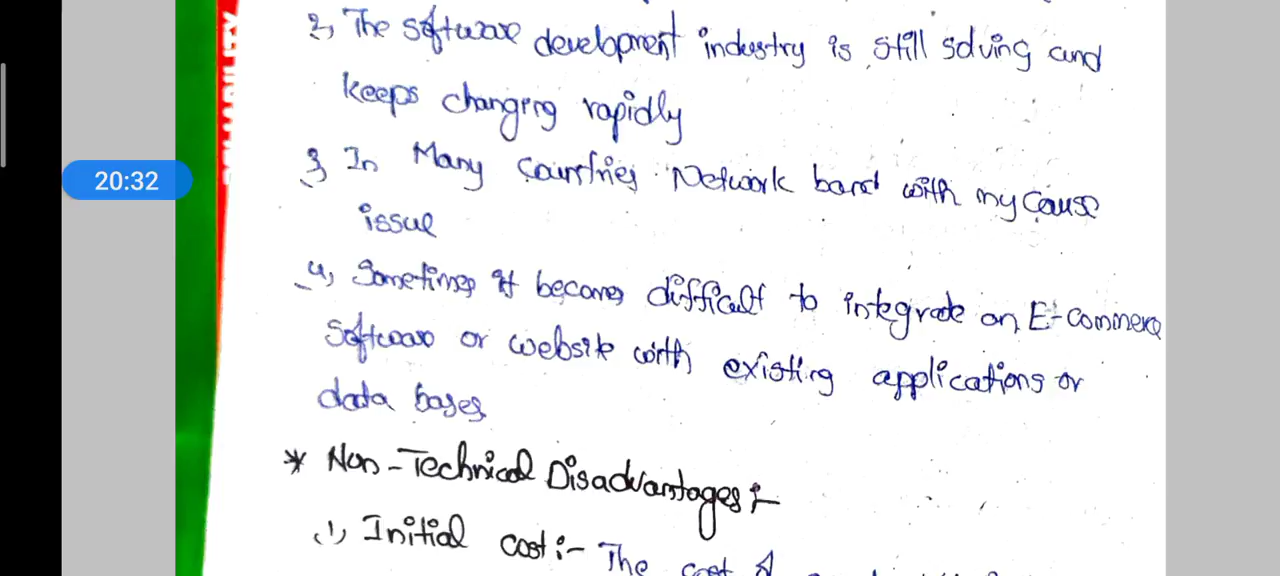 2, The software development industry is still solving and
keeps changing rapidly
3, In Many Countries Network band with my cause
issue
20:32
4, Sometimes it becomes difficult to integrate on E-commerce
software or website with existing applications or
data bases
* Non-Technical Disadvantages :-
(1) Initial cost :- The cost of